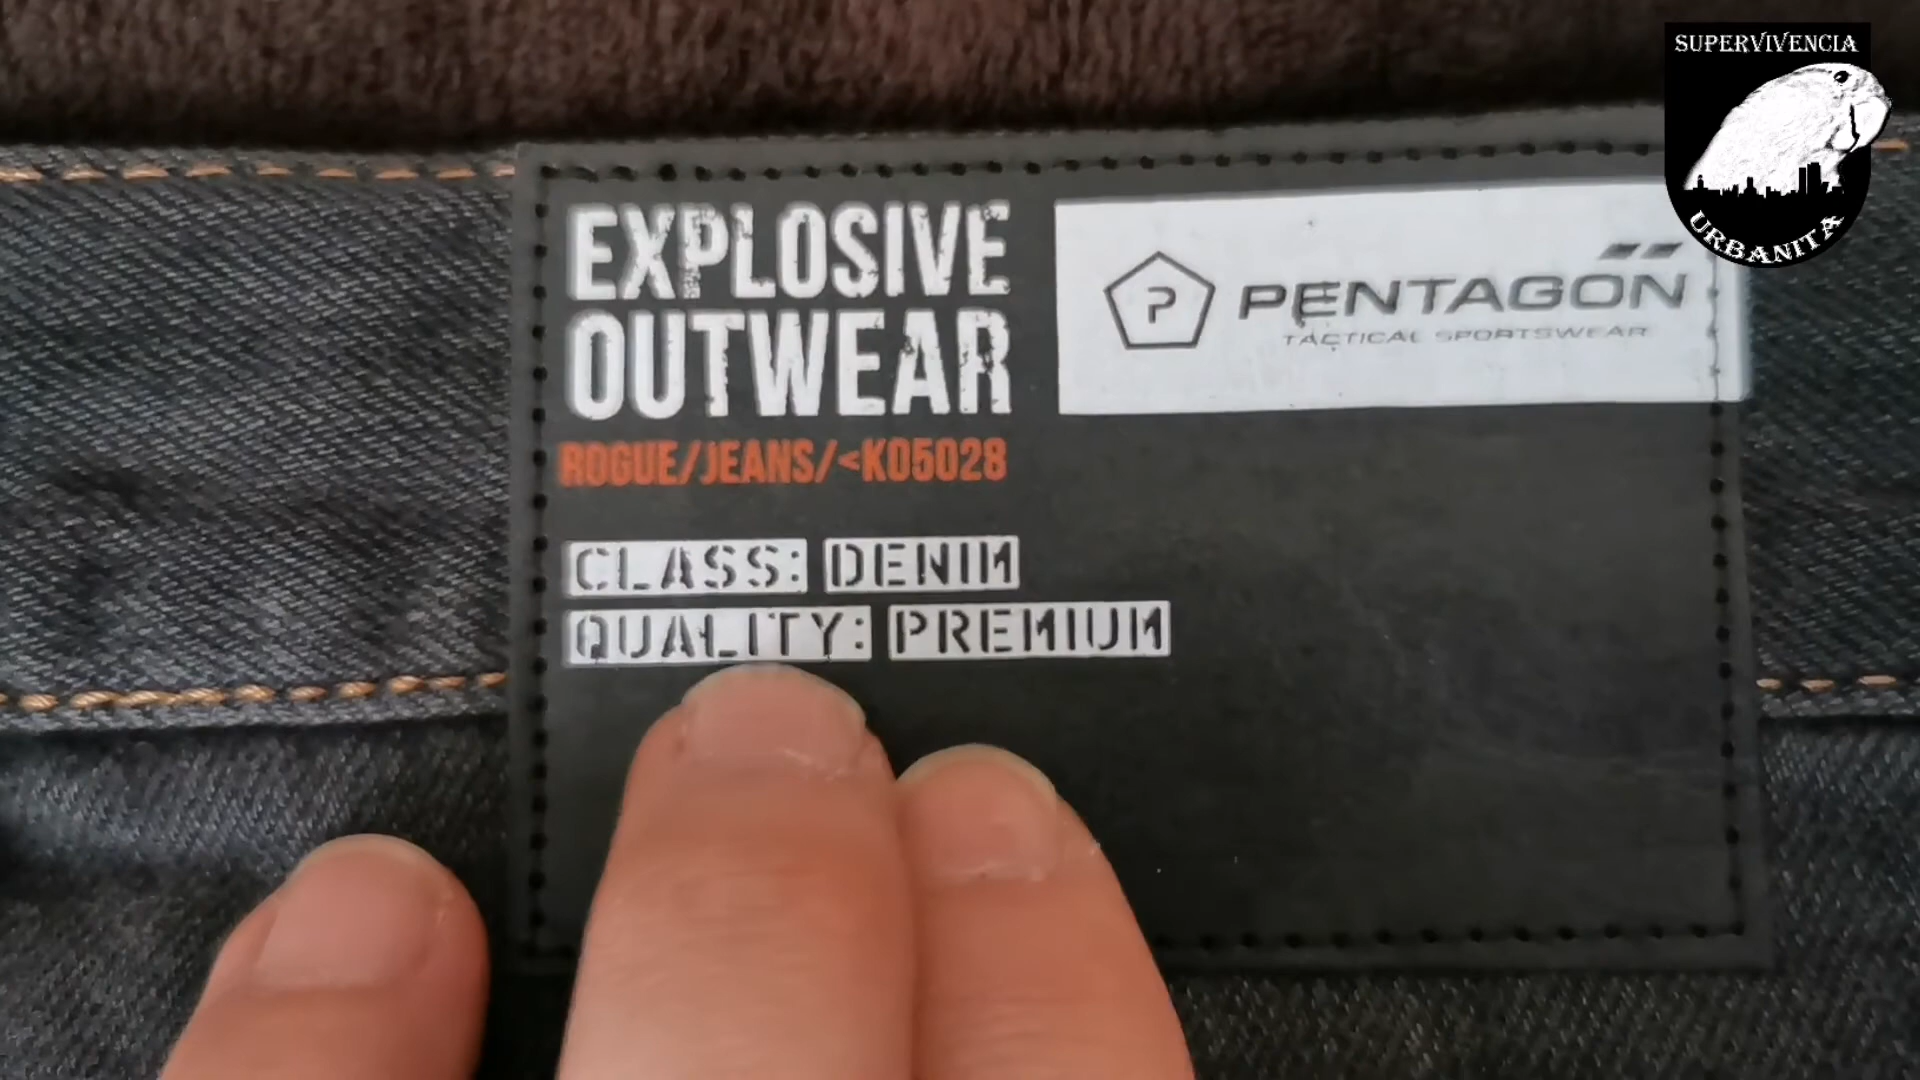 SUPERVIVENCIA
URBANITA
EXPLOSIVE
OUTWEAR
P PENTAGON
TACTICAL SPORTSWEAR
ROGUE/JEANS/<K05028
CLASS: DENIM
QUALITY: PREMIUM